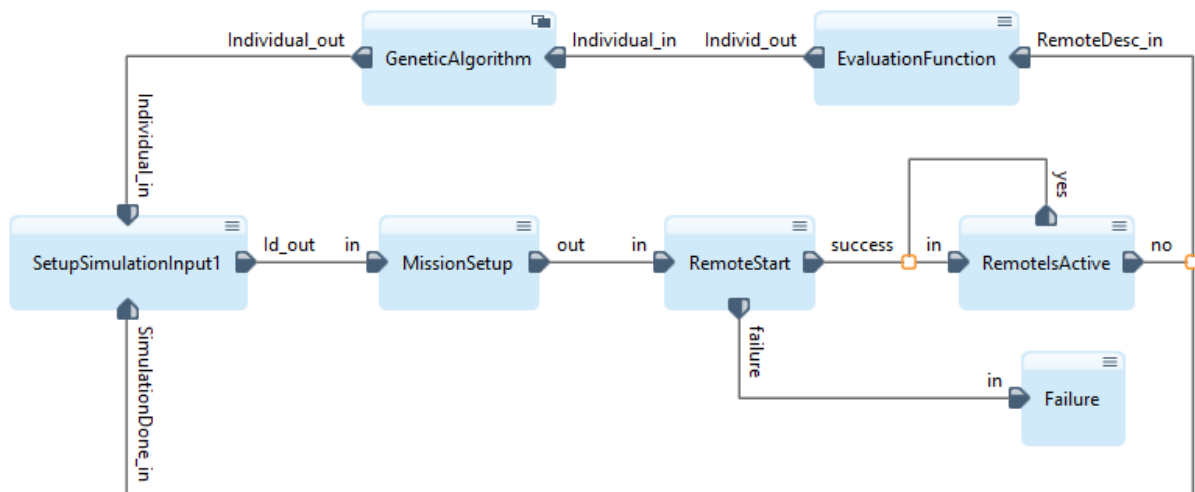 Individual_out
Individual_in
Individ_out
RemoteDesc_in
GeneticAlgorithm
EvaluationFunction
Individual_in
yes
Id_out
in
out
in
success
in
no
SetupSimulationInput1
MissionSetup
RemoteStart
RemoteIsActive
SimulationDone_in
failure
in
Failure